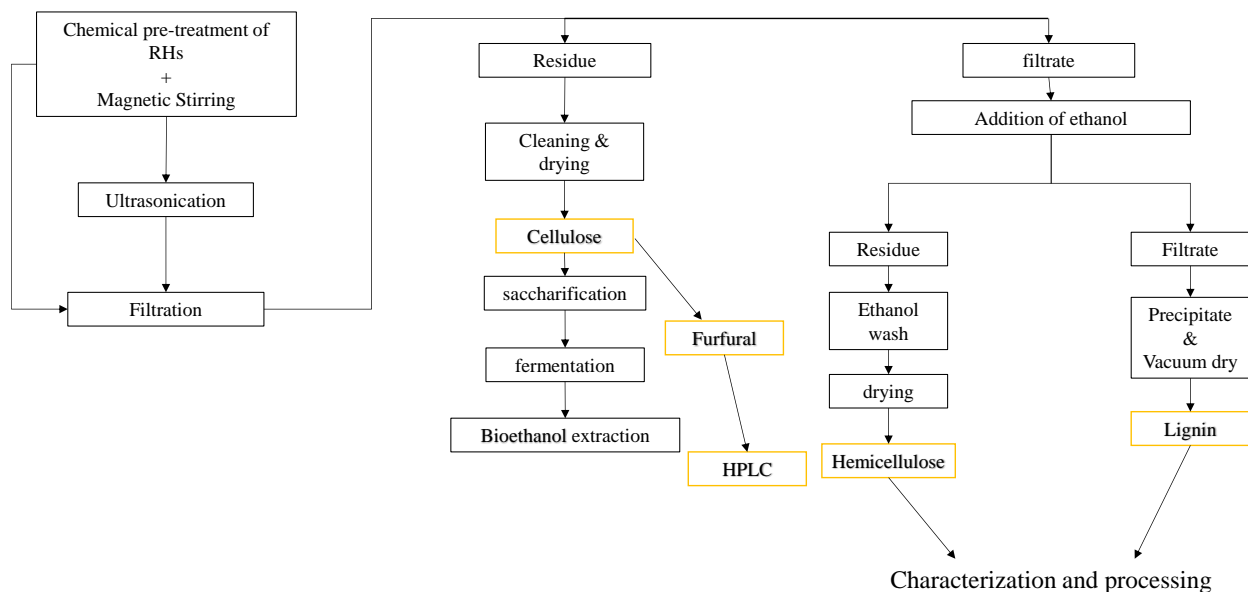 Chemical pre-treatment of
RHs
+
Magnetic Stirring
Ultrasonication
Filtration
Residue
Cleaning &
drying
Cellulose
saccharification
fermentation
Bioethanol extraction
Furfural
HPLC
filtrate
Addition of ethanol
Residue
Ethanol
wash
drying
Hemicellulose
Filtrate
Precipitate
&
Vacuum dry
Lignin
Characterization and processing